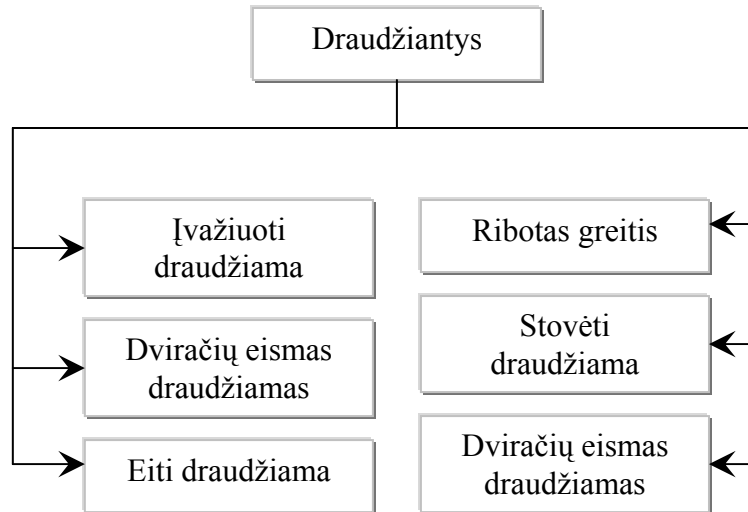 Draudžiantys
Įvažiuoti
draudžiama
Dviračių eismas
draudžiamas
Eiti draudžiama
Ribotas greitis
Stovėti
draudžiama
Dviračių eismas
draudžiamas